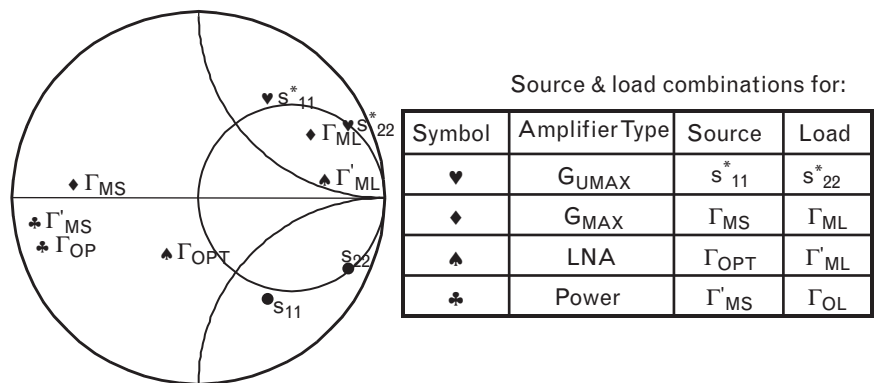 Source & load combinations for:
Symbol Amplifier Type Source Load
♥ GUMAX s*11 s*22
♦ GMAX ΓMS ΓML
♠ LNA ΓOPT Γ'ML
♣ Power Γ'MS ΓOL
♥ s*11
♥ s*22
♦ ΓML
♠ Γ'ML
♦ ΓMS
♣ Γ'MS
♣ ΓOP
♠ ΓOPT
s22
s11